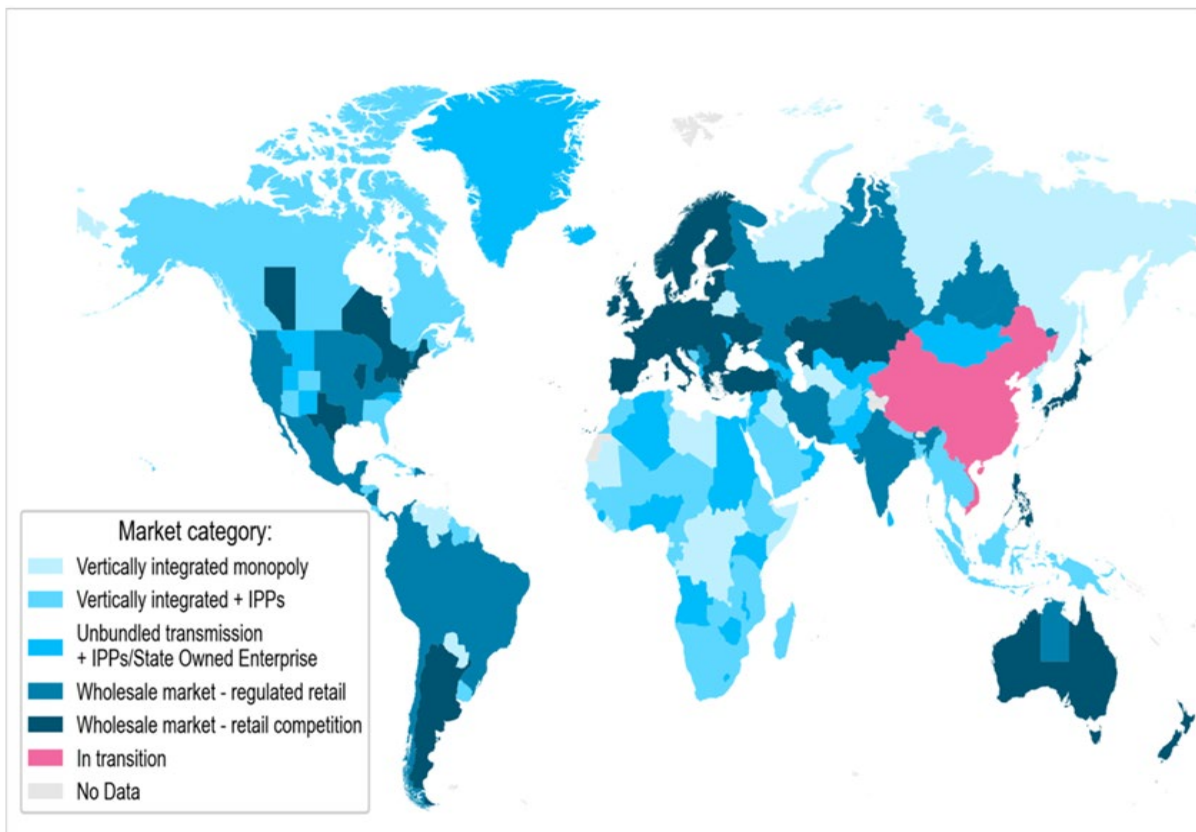 Market category:
Vertically integrated monopoly
Vertically integrated + IPPs
Unbundled transmission
+ IPPs/State Owned Enterprise
Wholesale market - regulated retail
Wholesale market - retail competition
In transition
No Data